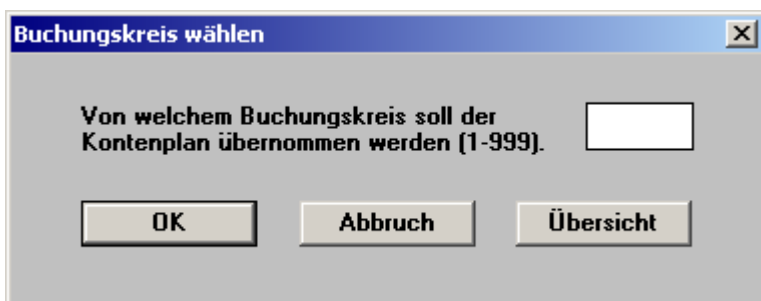 Buchungskreis wählen
Von welchem Buchungskreis soll der
Kontenplan übernommen werden (1-999).
OK
Abbruch
Übersicht